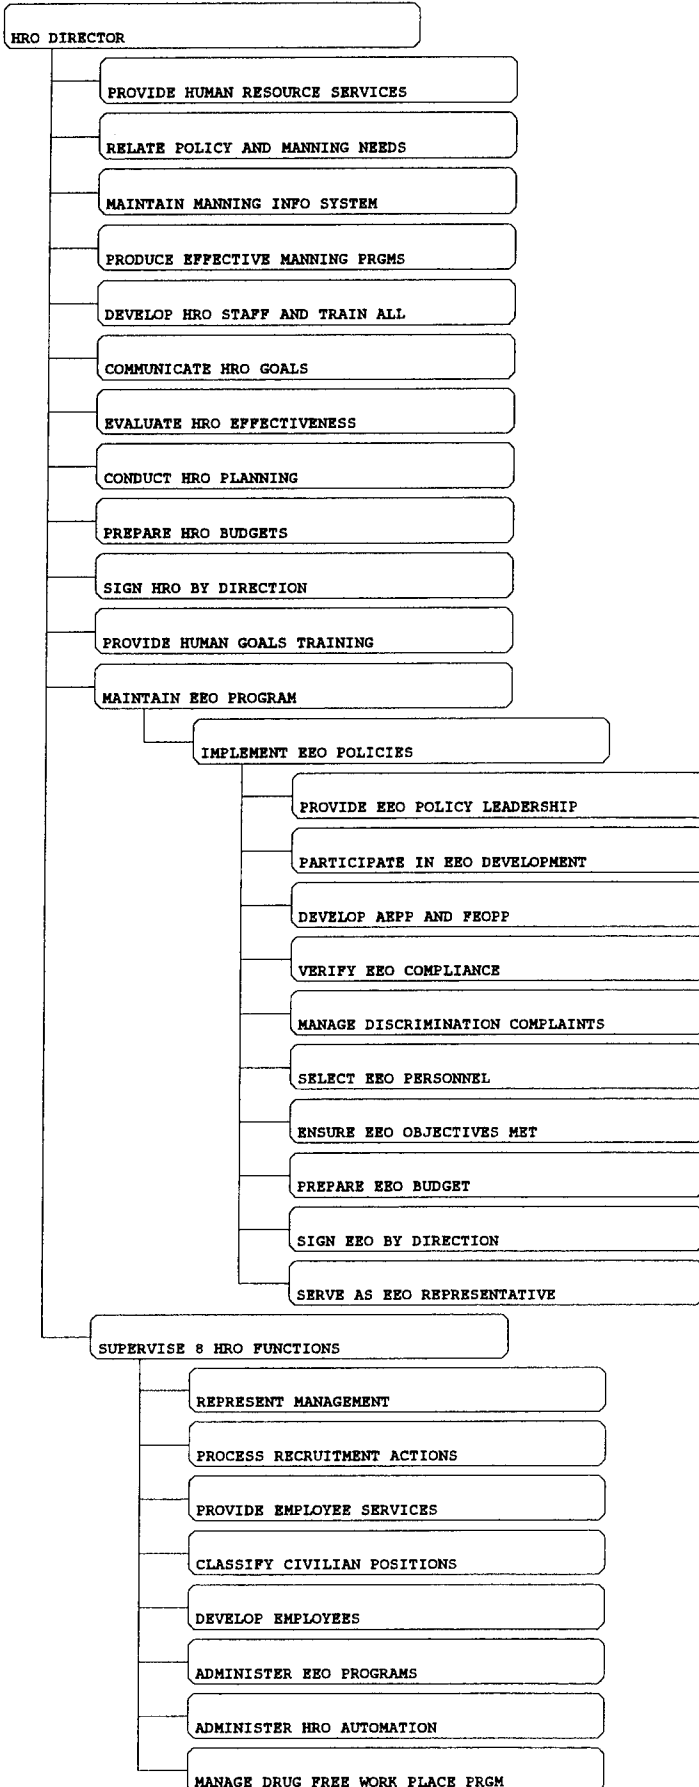 HRO DIRECTOR
PROVIDE HUMAN RESOURCE SERVICES
RELATE POLICY AND MANNING NEEDS
MAINTAIN MANNING INFO SYSTEM
PRODUCE EFFECTIVE MANNING PRGMS
DEVELOP HRO STAFF AND TRAIN ALL
COMMUNICATE HRO GOALS
EVALUATE HRO EFFECTIVENESS
CONDUCT HRO PLANNING
PREPARE HRO BUDGETS
SIGN HRO BY DIRECTION
PROVIDE HUMAN GOALS TRAINING
MAINTAIN EEO PROGRAM
IMPLEMENT EEO POLICIES
PROVIDE EEO POLICY LEADERSHIP
PARTICIPATE IN EEO DEVELOPMENT
DEVELOP AEPP AND FEOPP
VERIFY EEO COMPLIANCE
MANAGE DISCRIMINATION COMPLAINTS
SELECT EEO PERSONNEL
ENSURE EEO OBJECTIVES MET
PREPARE EEO BUDGET
SIGN EEO BY DIRECTION
SERVE AS EEO REPRESENTATIVE
SUPERVISE 8 HRO FUNCTIONS
REPRESENT MANAGEMENT
PROCESS RECRUITMENT ACTIONS
PROVIDE EMPLOYEE SERVICES
CLASSIFY CIVILIAN POSITIONS
DEVELOP EMPLOYEES
ADMINISTER EEO PROGRAMS
ADMINISTER HRO AUTOMATION
MANAGE DRUG FREE WORK PLACE PRGM